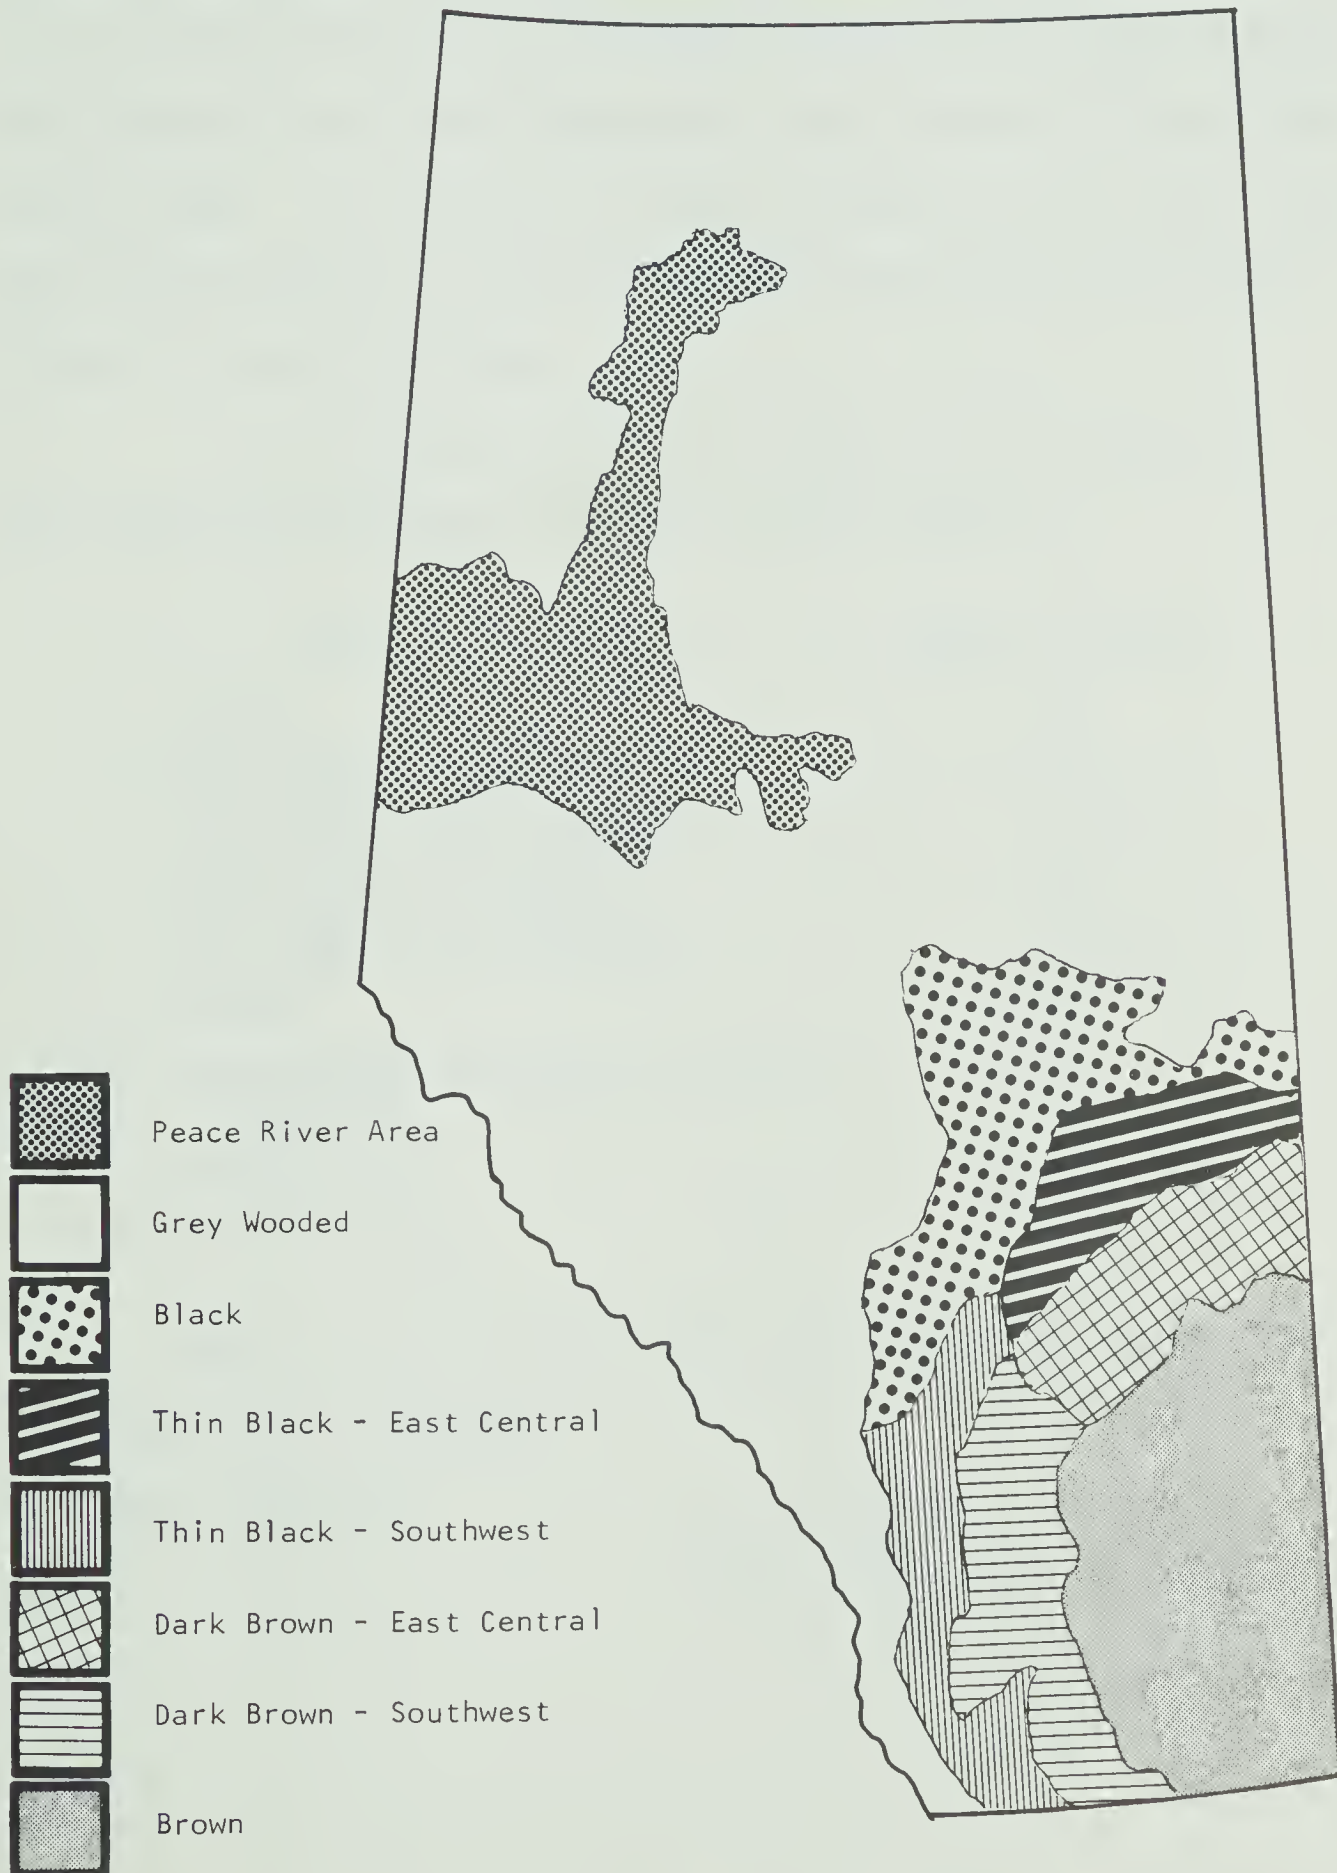 Peace River Area
Grey Wooded
Black
Thin Black - East Central
Thin Black - Southwest
Dark Brown - East Central
Dark Brown - Southwest
Brown